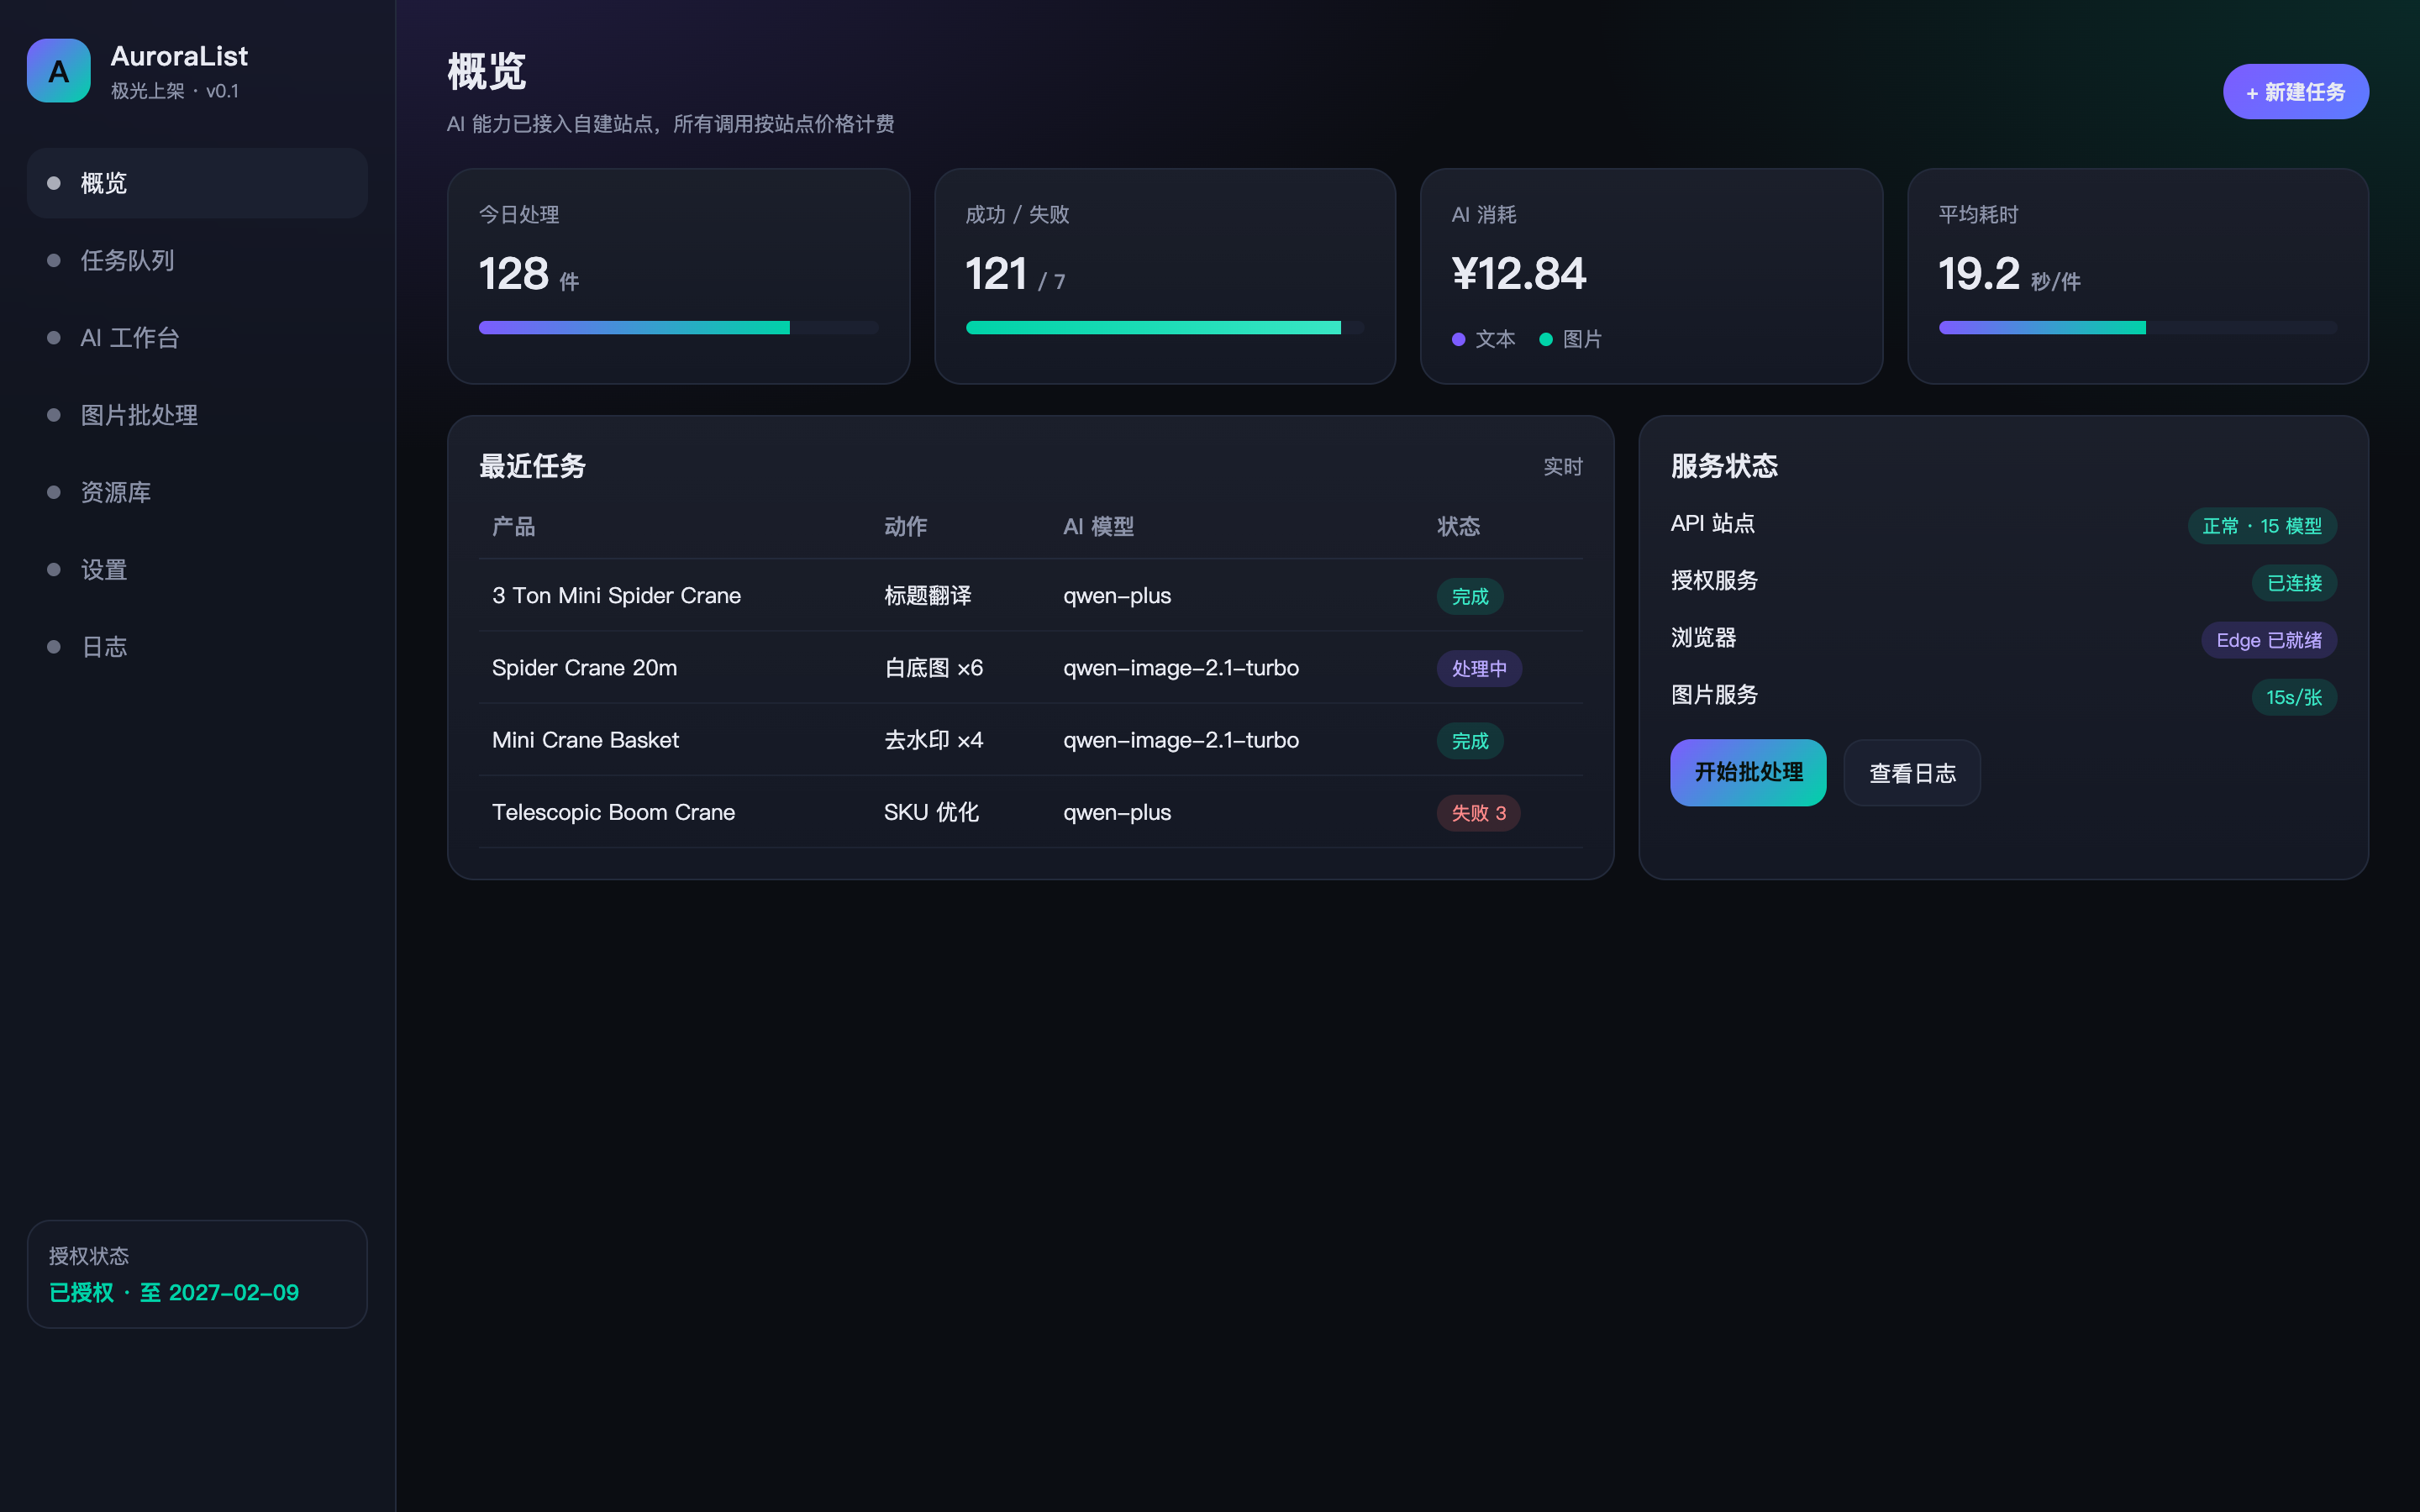 A
AuroraList
极光上架 · v0.1
概览
任务队列
AI 工作台
图片批处理
资源库
设置
日志
授权状态
已授权 · 至 2027-02-09
概览
AI 能力已接入自建站点，所有调用按站点价格计费
+ 新建任务
今日处理
128 件
成功 / 失败
121 / 7
AI 消耗
¥12.84
文本 图片
平均耗时
19.2 秒/件
最近任务 实时
产品 动作 AI 模型 状态
3 Ton Mini Spider Crane 标题翻译 qwen-plus 完成
Spider Crane 20m 白底图 ×6 qwen-image-2.1-turbo 处理中
Mini Crane Basket 去水印 ×4 qwen-image-2.1-turbo 完成
Telescopic Boom Crane SKU 优化 qwen-plus 失败 3
服务状态
API 站点 正常 · 15 模型
授权服务 已连接
浏览器 Edge 已就绪
图片服务 15s/张
开始批处理 查看日志